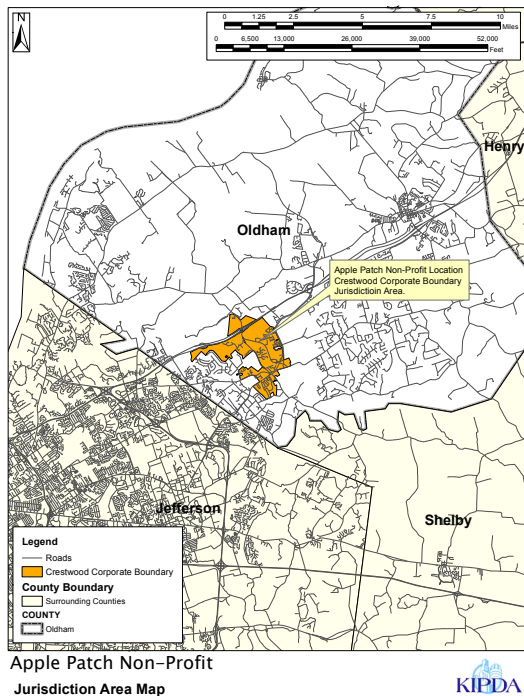 N
0 1.25 2.5 5 7.5 10
Miles
0 6,500 13,000 26,000 39,000 52,000
Feet
Henry
Oldham
Apple Patch Non-Profit Location
Crestwood Corporate Boundary
Jurisdictioin Area.
Jefferson
Shelby
Legend
Roads
Crestwood Corporate Boundary
County Boundary
Surrounding Counties
COUNTY
Oldham
Apple Patch Non-Profit
Jurisdiction Area Map
KIPDA